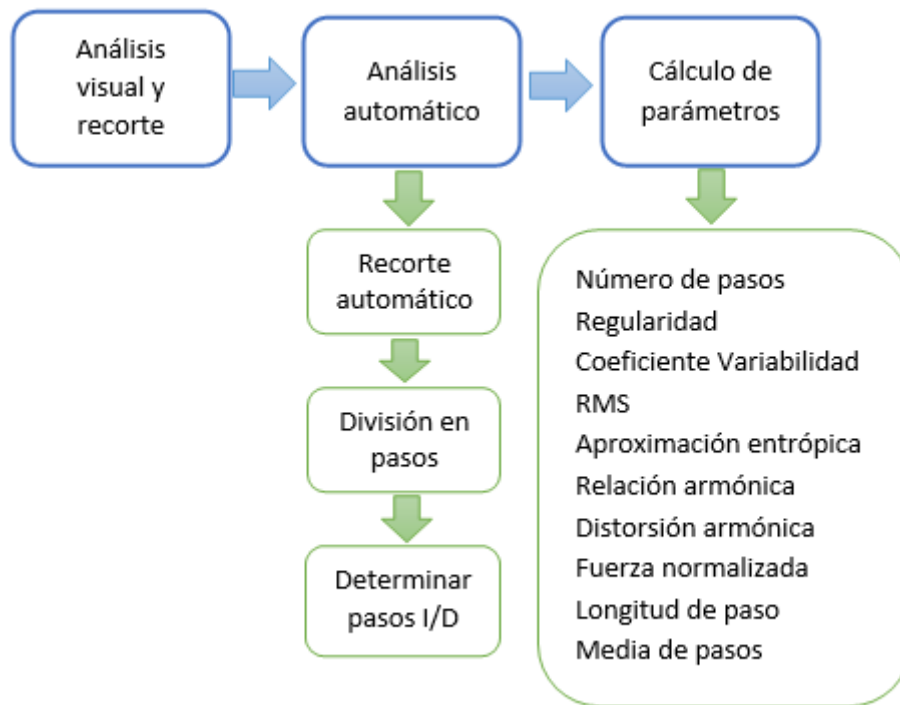 Análisis
visual y
recorte
Análisis
automático
Cálculo de
parámetros
Recorte
automático
División en
pasos
Determinar
pasos I/D
Número de pasos
Regularidad
Coeficiente Variabilidad
RMS
Aproximación entrópica
Relación armónica
Distorsión armónica
Fuerza normalizada
Longitud de paso
Media de pasos